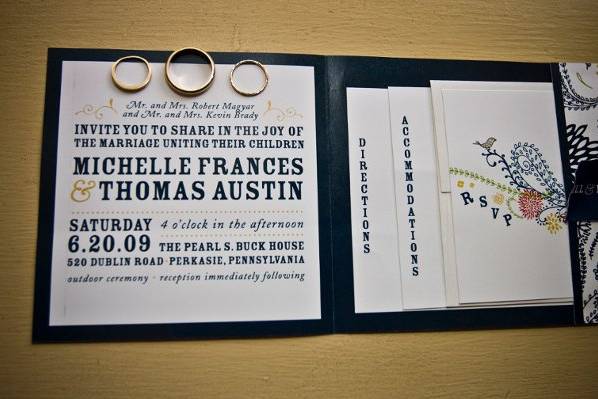 Mr. and Mrs. Robert Magyar
and Mr. and Mrs. Kevin Brady
INVITE YOU TO SHARE IN THE JOY OF
THE MARRIAGE UNITING THEIR CHILDREN
MICHELLE FRANCES
& THOMAS AUSTIN
SATURDAY 4 o'clock in the afternoon
6.20.09 THE PEARL S. BUCK HOUSE
520 DUBLIN ROAD · PERKASIE, PENNSYLVANIA
outdoor ceremony · reception immediately following
DIRECTIONS
ACCOMMODATIONS
RSVP